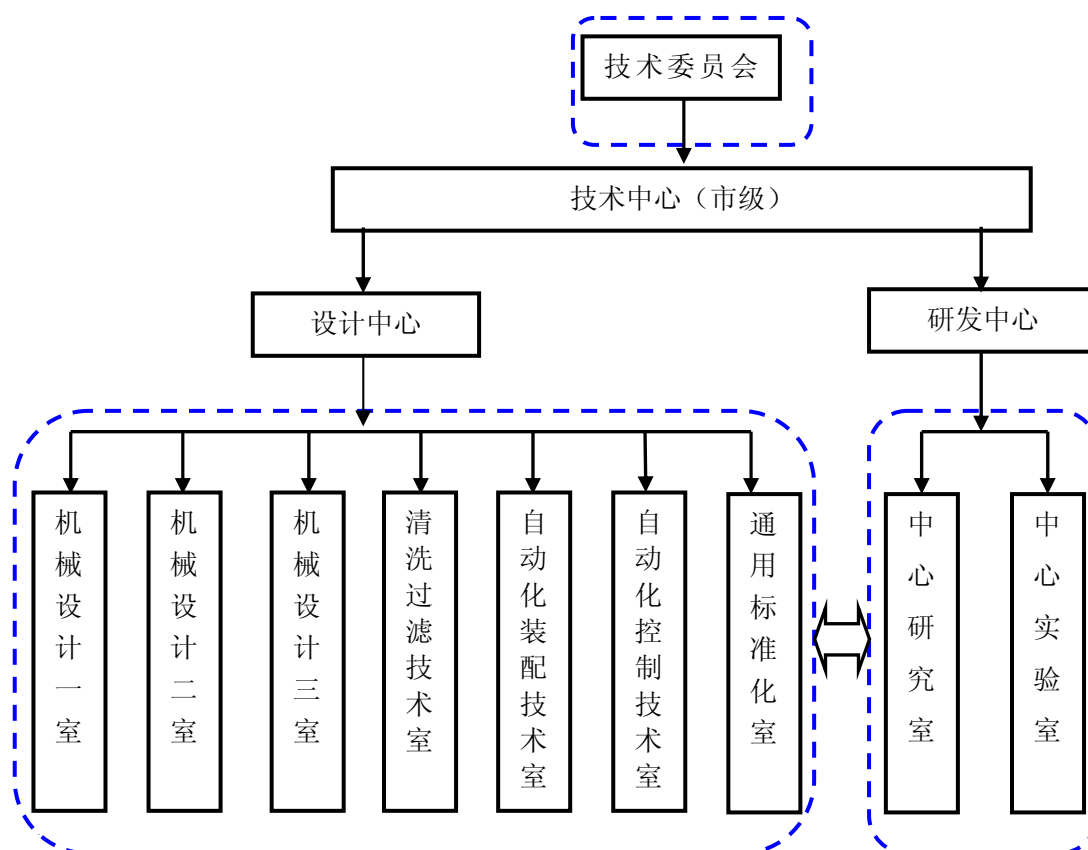 技术委员会
技术中心（市级）
设计中心
研发中心
机械设计一室
机械设计二室
机械设计三室
清洗过滤技术室
自动化装配技术室
自动化控制技术室
通用标准化室
中心研究室
中心实验室